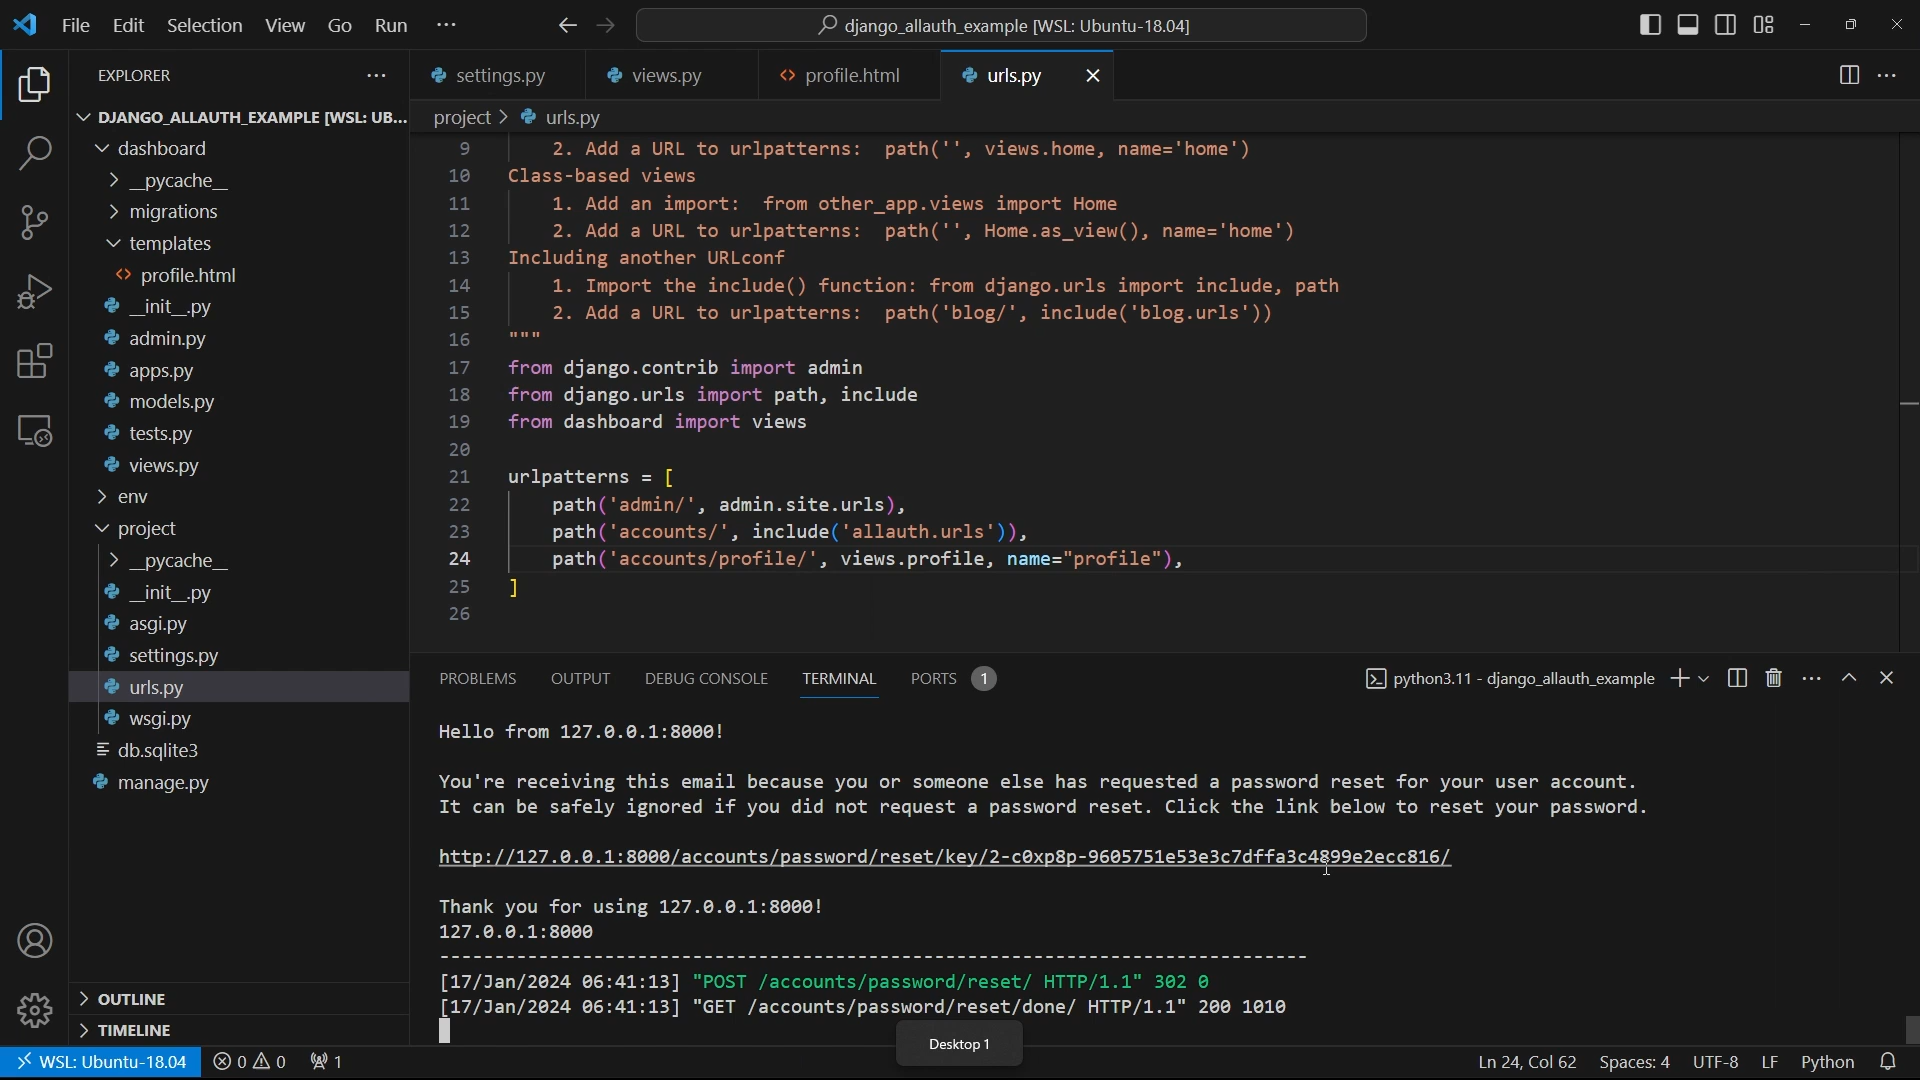 File Edit Selection View Go Run ···
django_allauth_example [WSL: Ubuntu-18.04]
EXPLORER
settings.py
views.py
profile.html
urls.py
DJANGO_ALLAUTH_EXAMPLE [WSL: UB...
project > urls.py
dashboard
__pycache__
migrations
templates
profile.html
__init__.py
admin.py
apps.py
models.py
tests.py
views.py
env
project
__pycache__
__init__.py
asgi.py
settings.py
urls.py
wsgi.py
db.sqlite3
manage.py
OUTLINE
TIMELINE
9 2. Add a URL to urlpatterns:  path('', views.home, name='home')
10 Class-based views
11 1. Add an import:  from other_app.views import Home
12 2. Add a URL to urlpatterns:  path('', Home.as_view(), name='home')
13 Including another URLconf
14 1. Import the include() function: from django.urls import include, path
15 2. Add a URL to urlpatterns:  path('blog/', include('blog.urls'))
16 """
17 from django.contrib import admin
18 from django.urls import path, include
19 from dashboard import views
20
21 urlpatterns = [
22 path('admin/', admin.site.urls),
23 path('accounts/', include('allauth.urls')),
24 path('accounts/profile/', views.profile, name="profile"),
25 ]
26
PROBLEMS OUTPUT DEBUG CONSOLE TERMINAL PORTS 1
python3.11 - django_allauth_example
Hello from 127.0.0.1:8000!
You're receiving this email because you or someone else has requested a password reset for your user account.
It can be safely ignored if you did not request a password reset. Click the link below to reset your password.
http://127.0.0.1:8000/accounts/password/reset/key/2-c0xp8p-9605751e53e3c7dffa3c4899e2ecc816/
Thank you for using 127.0.0.1:8000!
127.0.0.1:8000
-------------------------------------------------------------------------------
[17/Jan/2024 06:41:13] "POST /accounts/password/reset/ HTTP/1.1" 302 0
[17/Jan/2024 06:41:13] "GET /accounts/password/reset/done/ HTTP/1.1" 200 1010
Desktop 1
WSL: Ubuntu-18.04 0 0 1
Ln 24, Col 62 Spaces: 4 UTF-8 LF Python